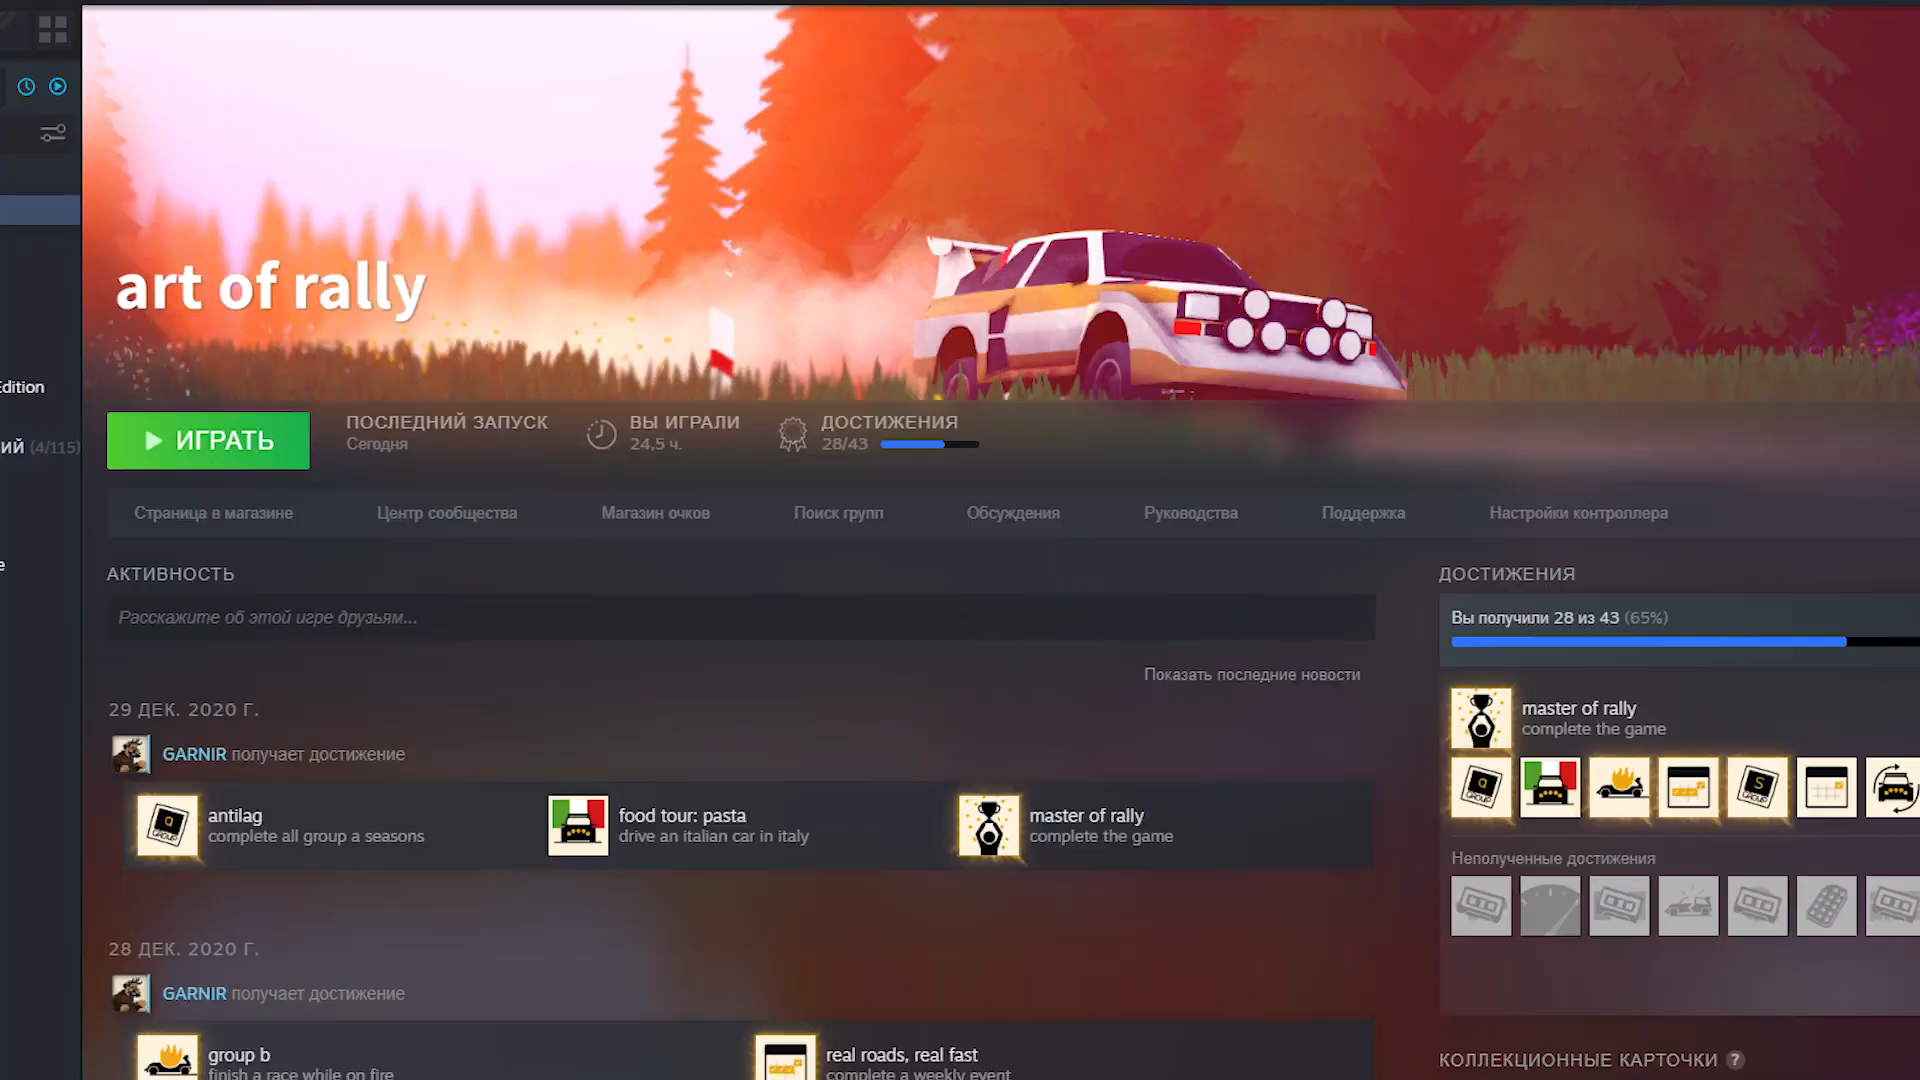 art of rally
Edition
ий (4/115)
е
ИГРАТЬ
ПОСЛЕДНИЙ ЗАПУСК
Сегодня
ВЫ ИГРАЛИ
24,5 ч.
ДОСТИЖЕНИЯ
28/43
Страница в магазине
Центр сообщества
Магазин очков
Поиск групп
Обсуждения
Руководства
Поддержка
Настройки контроллера
АКТИВНОСТЬ
Расскажите об этой игре друзьям...
Показать последние новости
29 ДЕК. 2020 Г.
GARNIR получает достижение
antilag
complete all group a seasons
food tour: pasta
drive an italian car in italy
master of rally
complete the game
28 ДЕК. 2020 Г.
GARNIR получает достижение
group b
finish a race while on fire
real roads, real fast
complete a weekly event
ДОСТИЖЕНИЯ
Вы получили 28 из 43 (65%)
master of rally
complete the game
Неполученные достижения
КОЛЛЕКЦИОННЫЕ КАРТОЧКИ ?